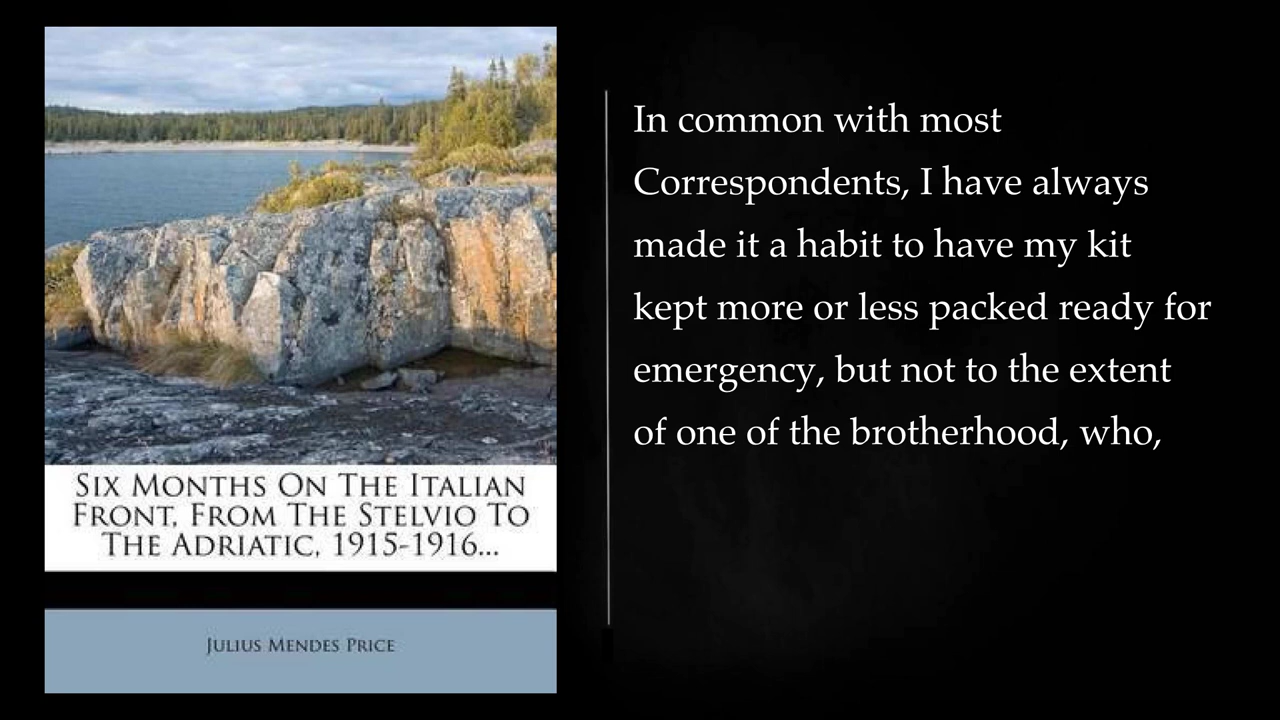 Six Months On The Italian
Front, From The Stelvio To
The Adriatic, 1915-1916...
Julius Mendes Price
In common with most
Correspondents, I have always
made it a habit to have my kit
kept more or less packed ready for
emergency, but not to the extent
of one of the brotherhood, who,